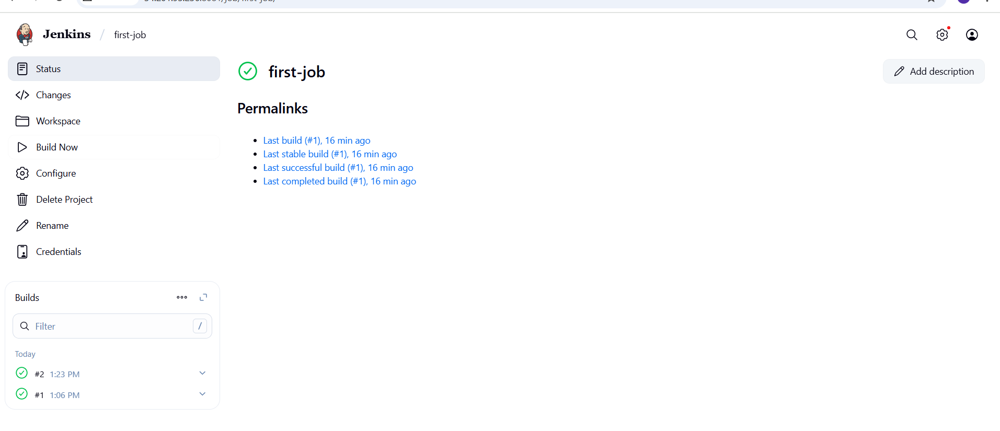 Jenkins / first-job
Status
Changes
Workspace
Build Now
Configure
Delete Project
Rename
Credentials
Builds
Filter /
Today
#2 1:23 PM
#1 1:06 PM
first-job
Add description
Permalinks
Last build (#1), 16 min ago
Last stable build (#1), 16 min ago
Last successful build (#1), 16 min ago
Last completed build (#1), 16 min ago